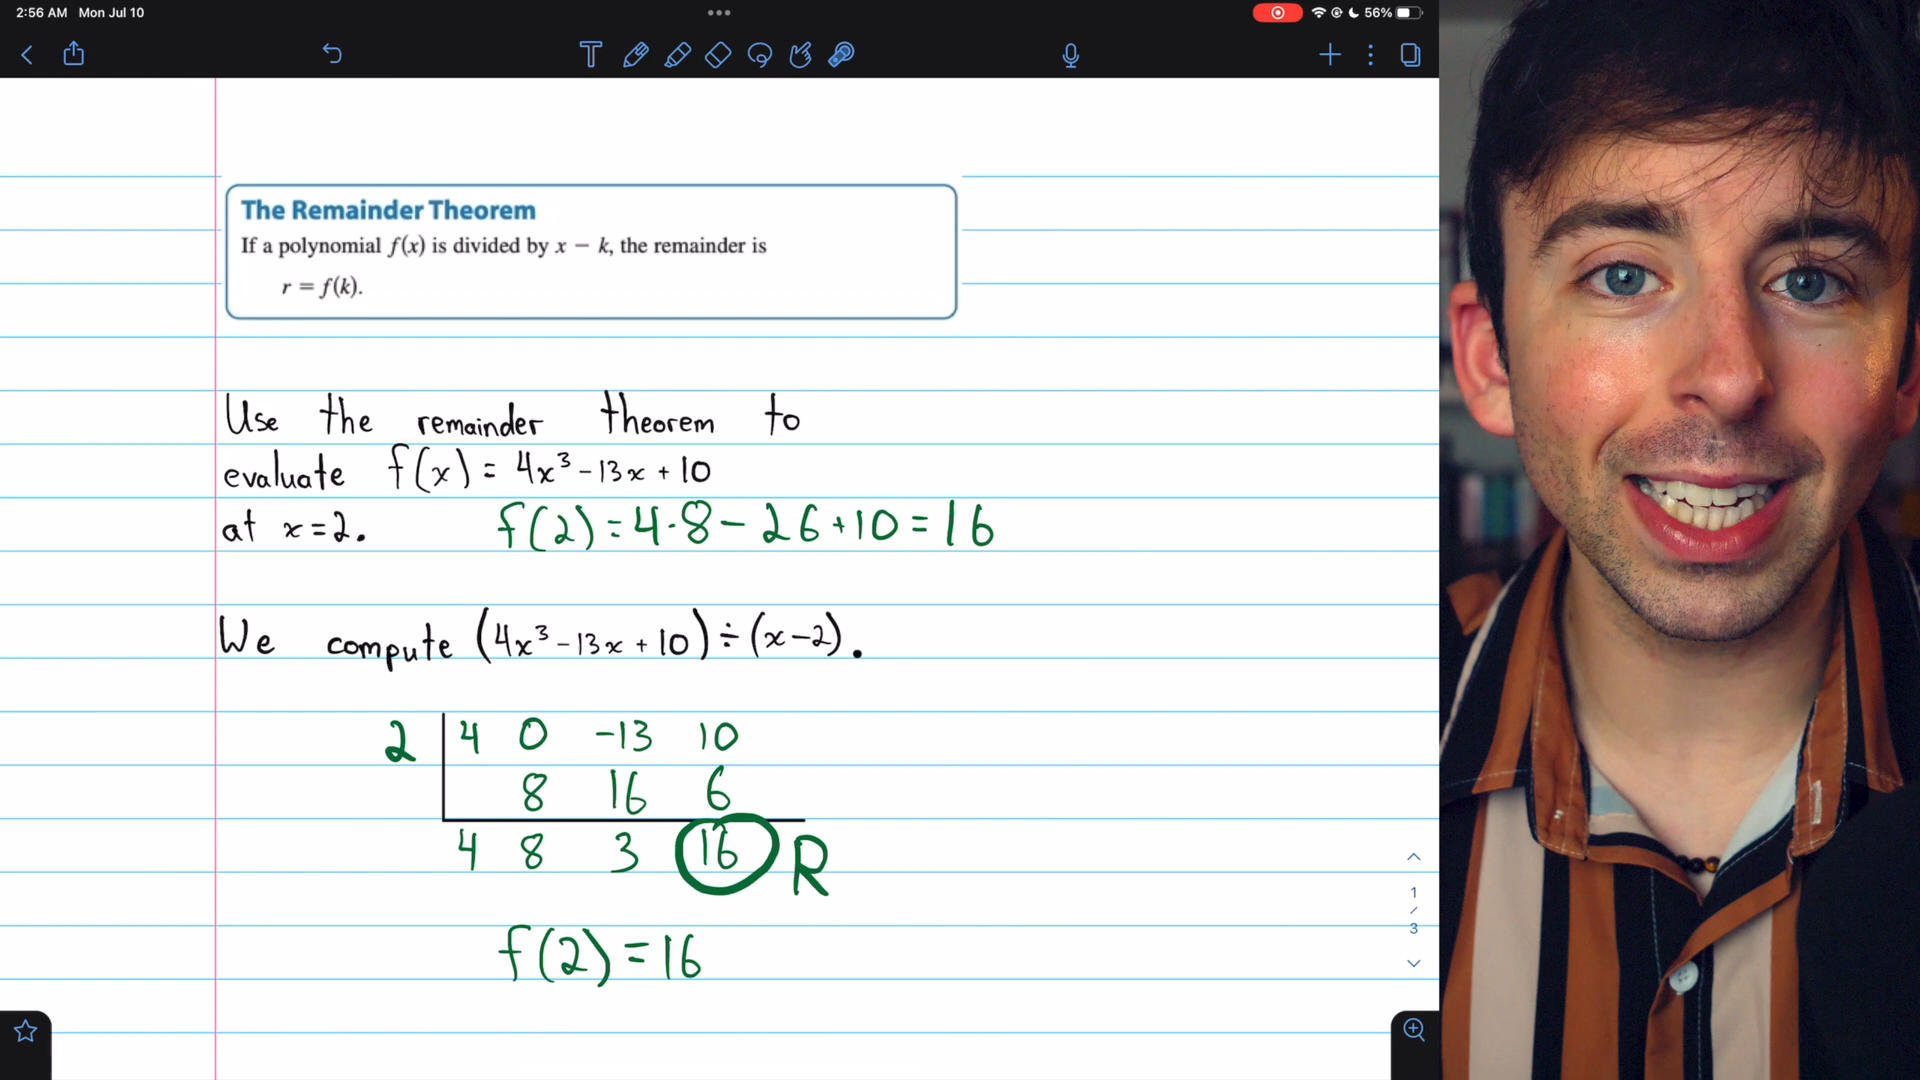 2:56 AM Mon Jul 10
56%
The Remainder Theorem
If a polynomial f(x) is divided by x − k, the remainder is
r = f(k).
Use the remainder theorem to
evaluate f(x) = 4x³ - 13x + 10
at x = 2.
f(2) = 4·8 - 26 + 10 = 16
We compute (4x³ - 13x + 10) ÷ (x - 2).
2 | 4 0 -13 10
8 16 6
4 8 3 16 R
f(2) = 16
1
/
3